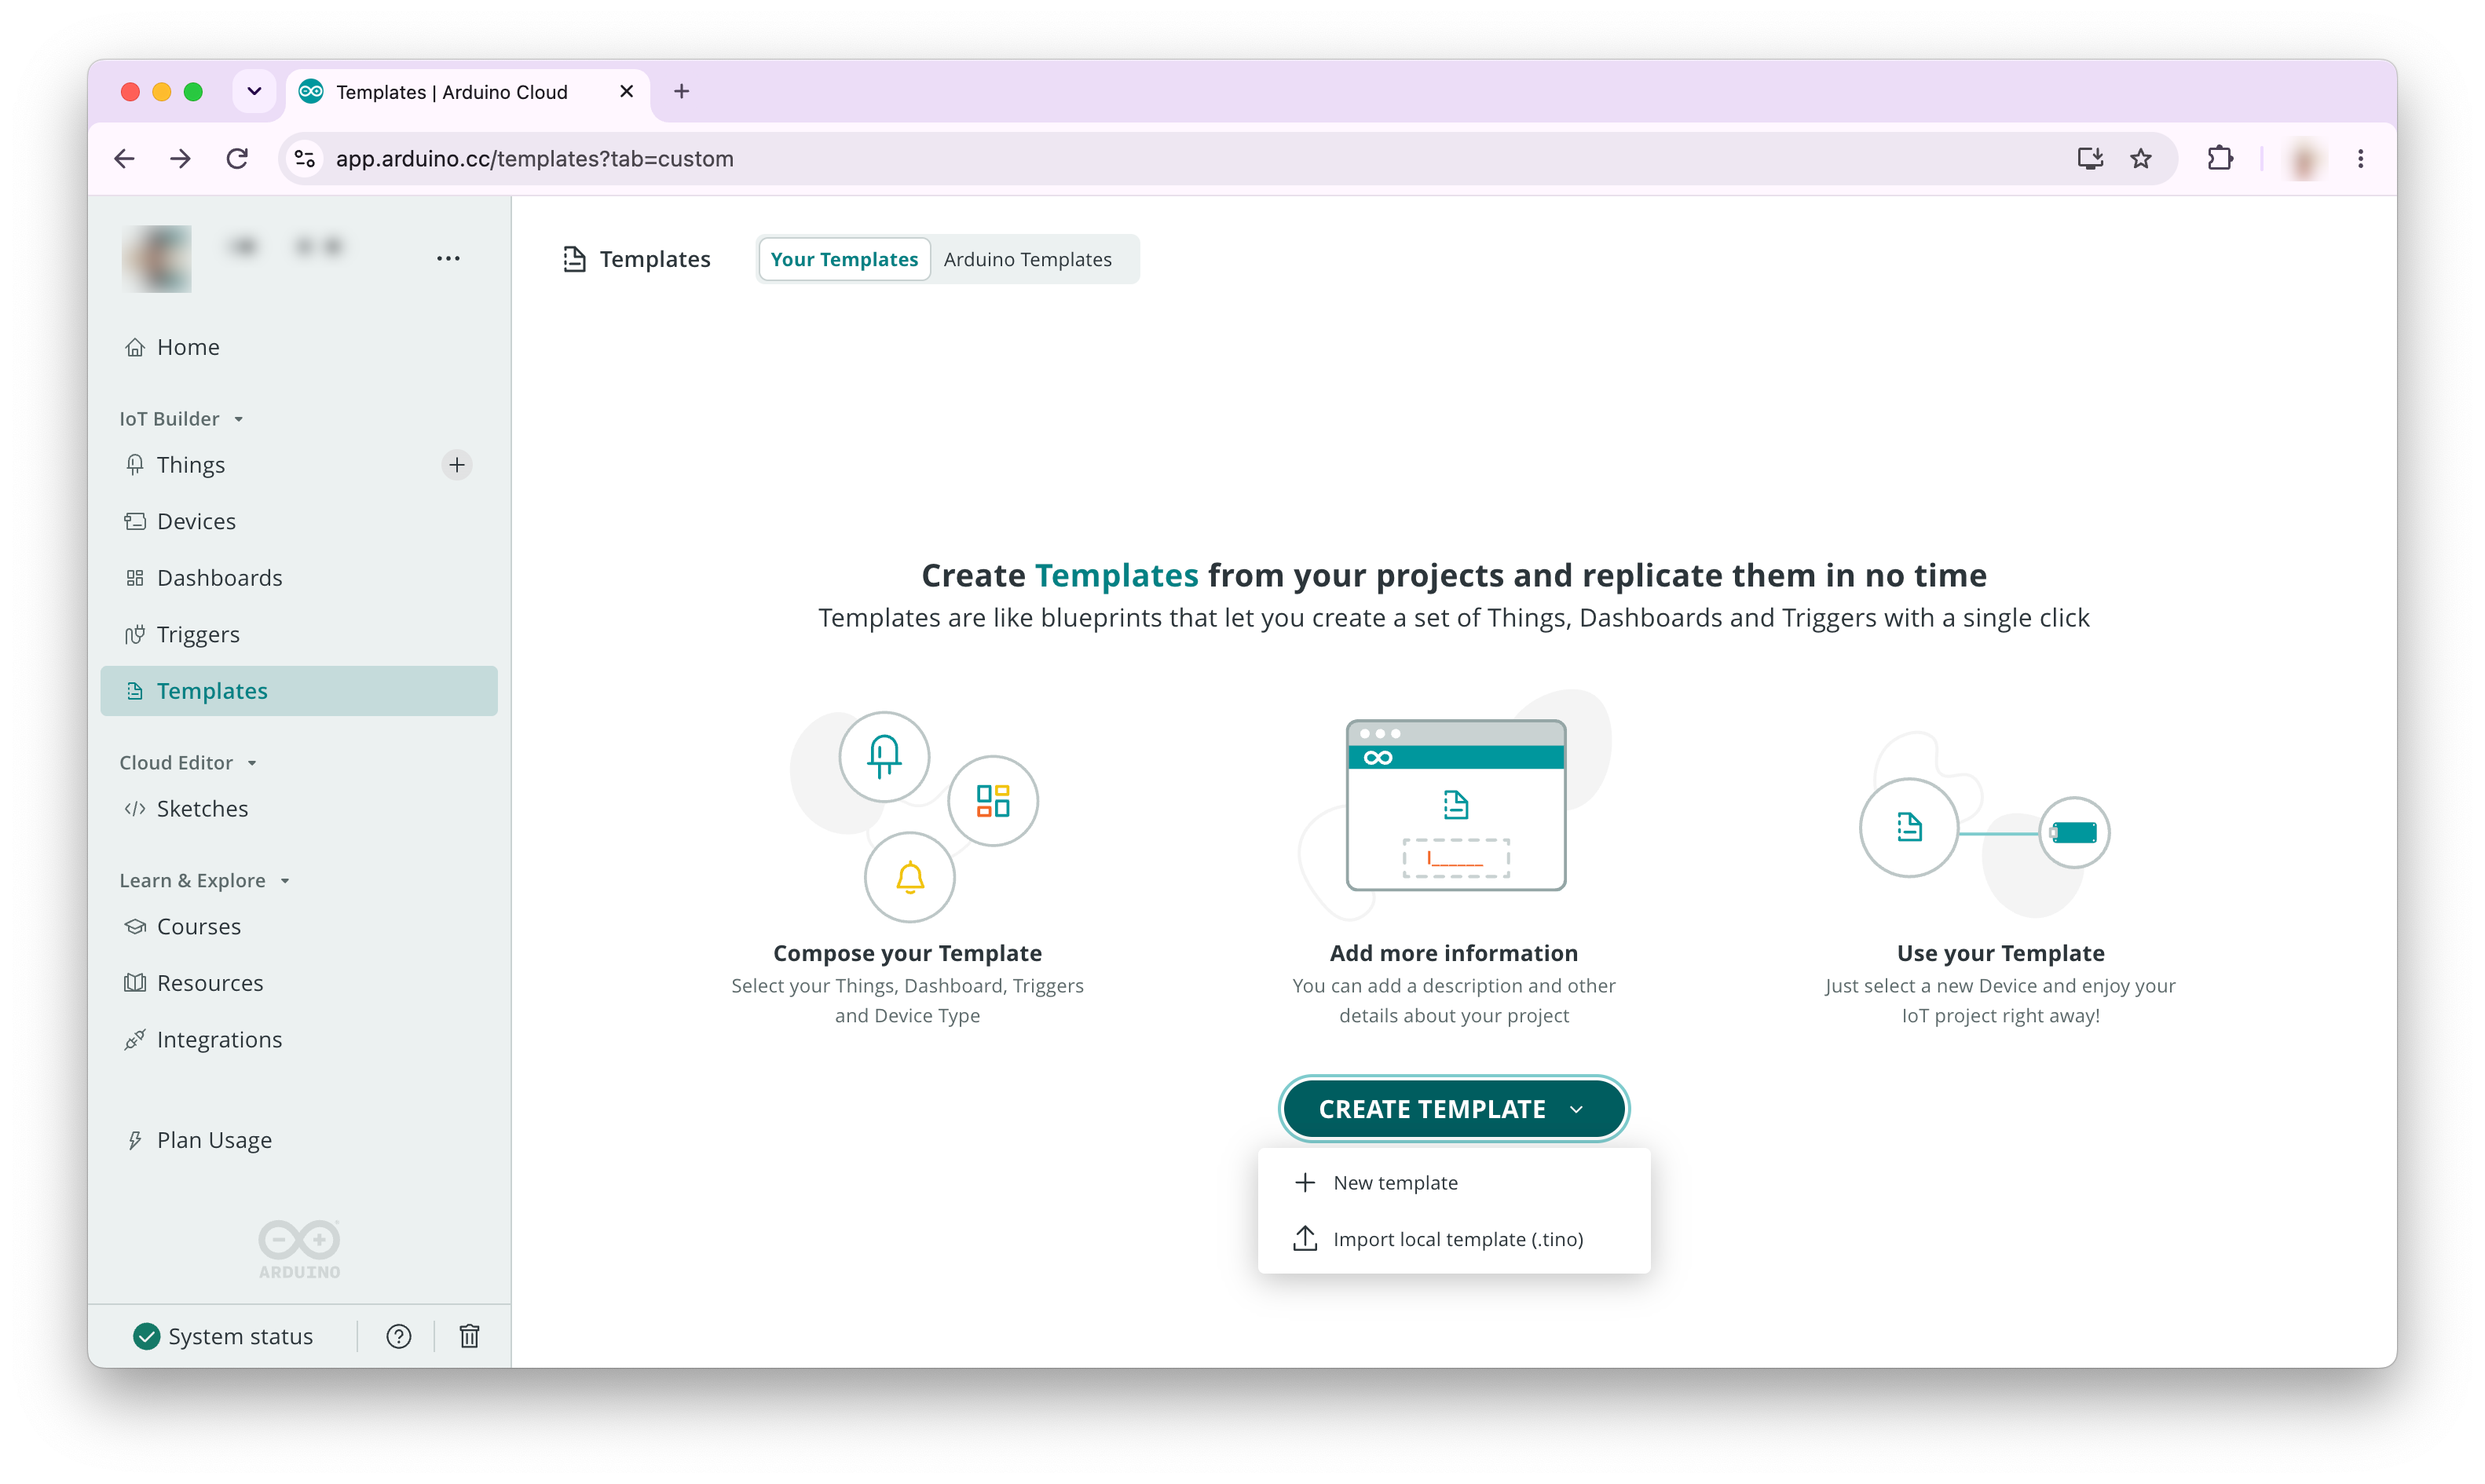 Templates | Arduino Cloud
app.arduino.cc/templates?tab=custom
Home
IoT Builder
Things
Devices
Dashboards
Triggers
Templates
Cloud Editor
Sketches
Learn & Explore
Courses
Resources
Integrations
Plan Usage
ARDUINO
System status
Templates
Your Templates
Arduino Templates
Create Templates from your projects and replicate them in no time
Templates are like blueprints that let you create a set of Things, Dashboards and Triggers with a single click
Compose your Template
Select your Things, Dashboard, Triggers
and Device Type
Add more information
You can add a description and other
details about your project
Use your Template
Just select a new Device and enjoy your
IoT project right away!
CREATE TEMPLATE
New template
Import local template (.tino)